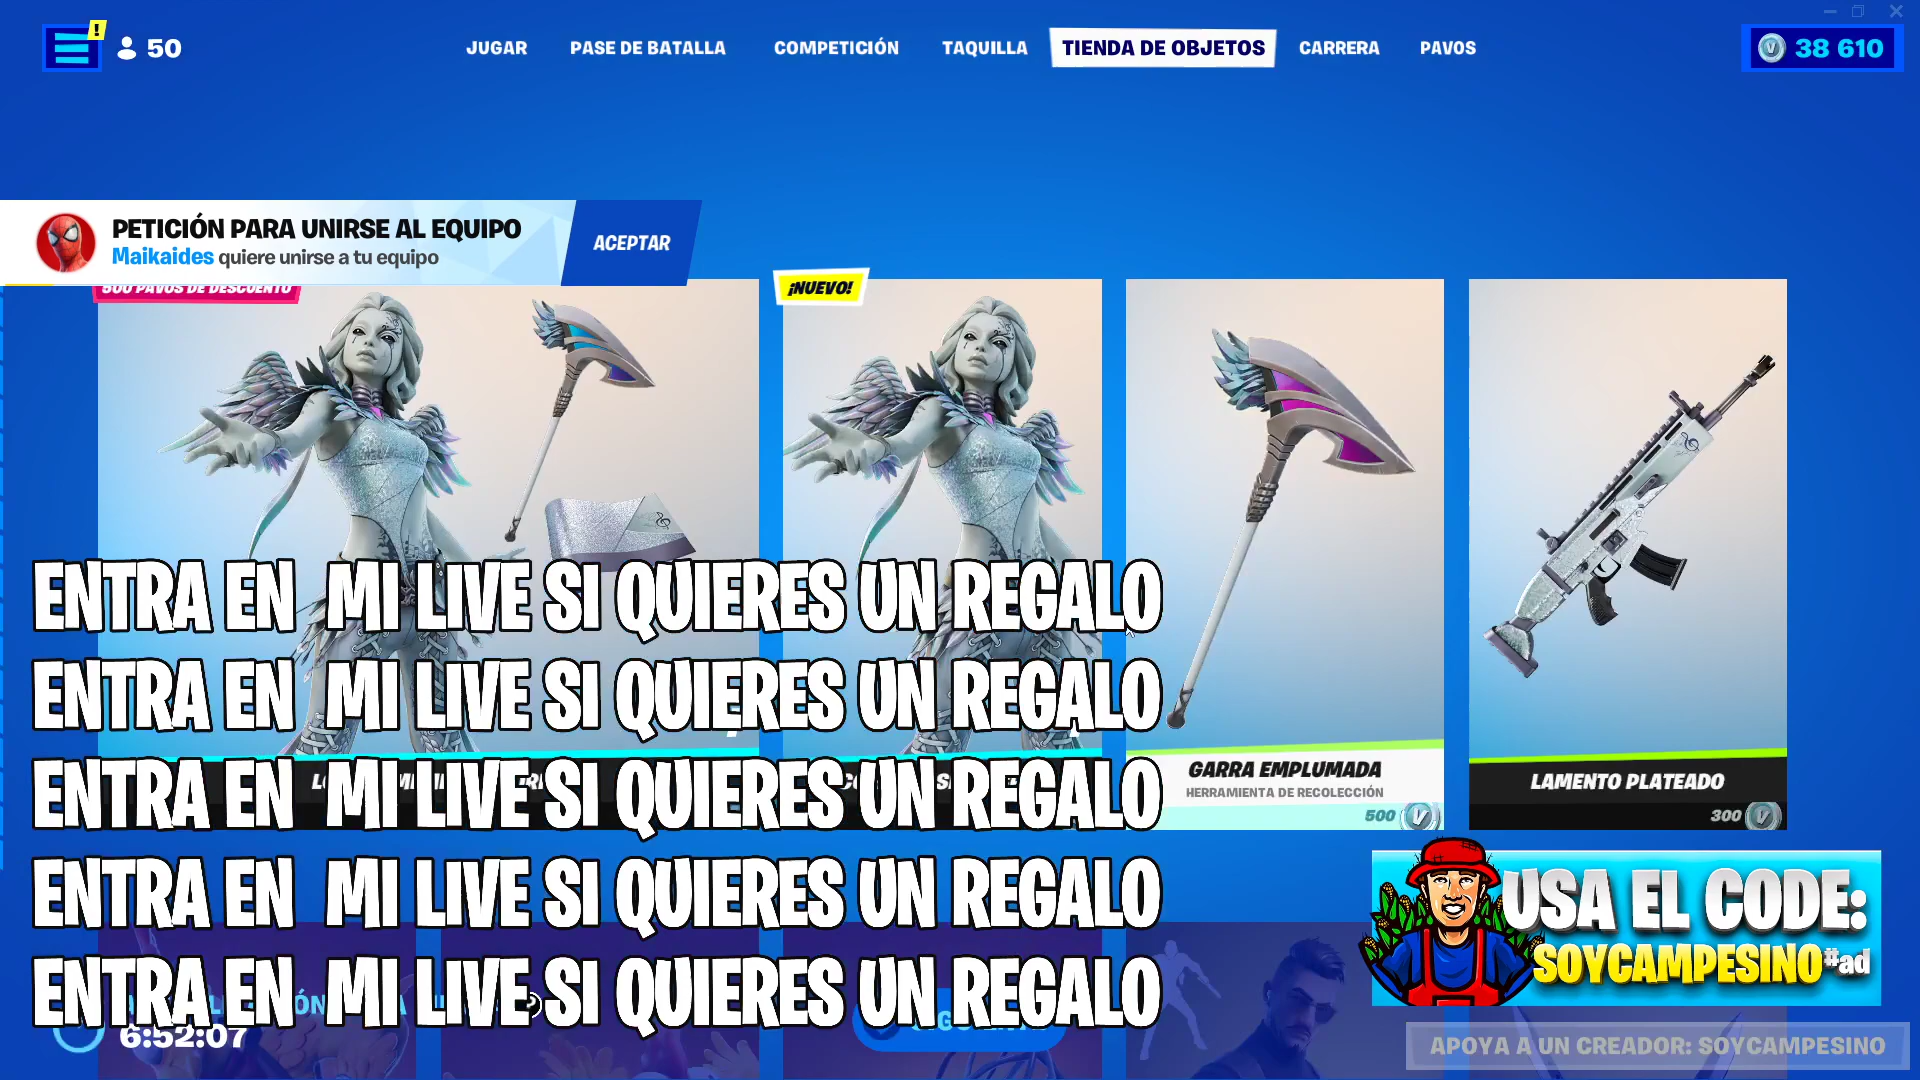 !
50
JUGAR
PASE DE BATALLA
COMPETICIÓN
TAQUILLA
TIENDA DE OBJETOS
CARRERA
PAVOS
38 610
PETICIÓN PARA UNIRSE AL EQUIPO
Maikaides quiere unirse a tu equipo
ACEPTAR
500 PAVOS DE DESCUENTO
¡NUEVO!
GARRA EMPLUMADA
HERRAMIENTA DE RECOLECCIÓN
500
LAMENTO PLATEADO
300
ENTRA EN MI LIVE SI QUIERES UN REGALO
ENTRA EN MI LIVE SI QUIERES UN REGALO
ENTRA EN MI LIVE SI QUIERES UN REGALO
ENTRA EN MI LIVE SI QUIERES UN REGALO
ENTRA EN MI LIVE SI QUIERES UN REGALO
6:52:07
USA EL CODE:
SOYCAMPESINO #ad
APOYA A UN CREADOR: SOYCAMPESINO